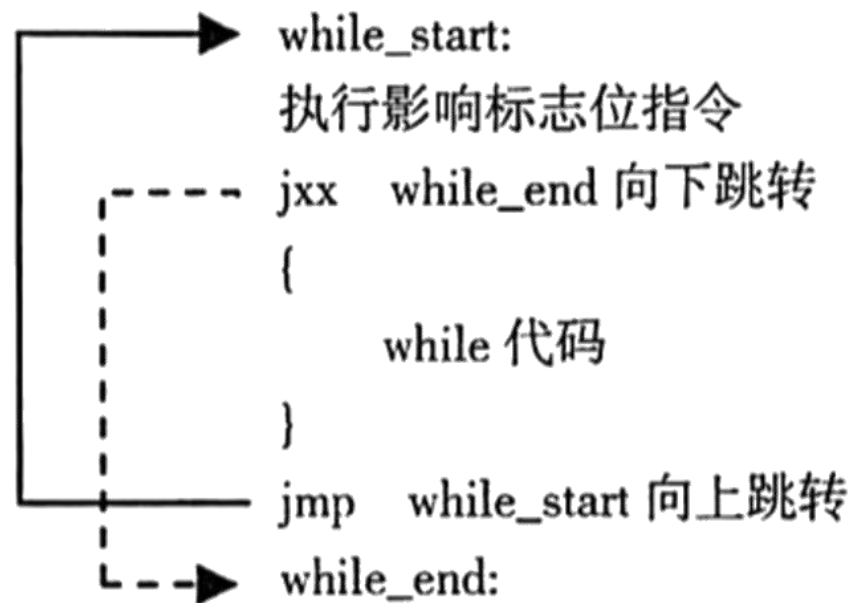 while_start:
执行影响标志位指令
jxx while_end 向下跳转
{
while 代码
}
jmp while_start 向上跳转
while_end: